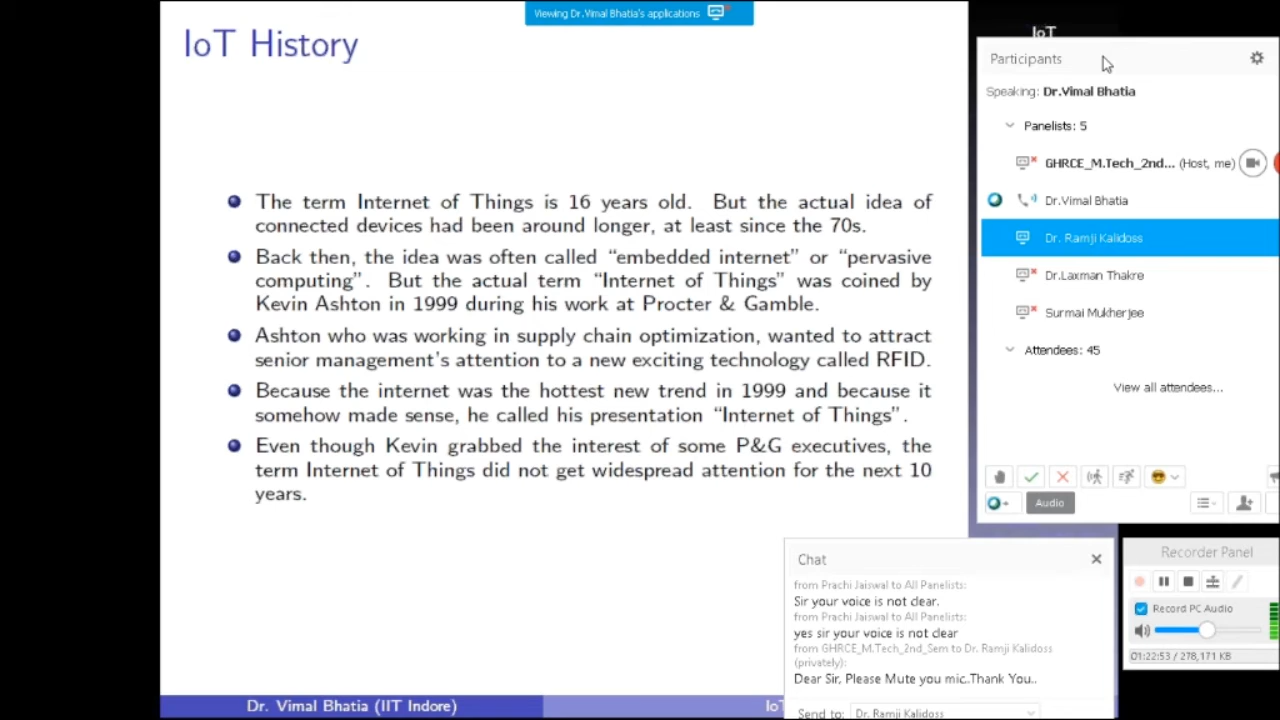 Viewing Dr.Vimal Bhatia's applications
IoT History
The term Internet of Things is 16 years old. But the actual idea of
connected devices had been around longer, at least since the 70s.
Back then, the idea was often called “embedded internet” or “pervasive
computing”. But the actual term “Internet of Things” was coined by
Kevin Ashton in 1999 during his work at Procter & Gamble.
Ashton who was working in supply chain optimization, wanted to attract
senior management’s attention to a new exciting technology called RFID.
Because the internet was the hottest new trend in 1999 and because it
somehow made sense, he called his presentation “Internet of Things”.
Even though Kevin grabbed the interest of some P&G executives, the
term Internet of Things did not get widespread attention for the next 10
years.
Dr. Vimal Bhatia (IIT Indore)
IoT
IoT
Participants
Speaking: Dr.Vimal Bhatia
Panelists: 5
GHRCE_M.Tech_2nd... (Host, me)
Dr.Vimal Bhatia
Dr. Ramji Kalidoss
Dr.Laxman Thakre
Surmai Mukherjee
Attendees: 45
View all attendees...
Audio
Chat
from Prachi Jaiswal to All Panelists:
Sir your voice is not clear.
from Prachi Jaiswal to All Panelists:
yes sir your voice is not clear
from GHRCE_M.Tech_2nd_Sem to Dr. Ramji Kalidoss
(privately):
Dear Sir, Please Mute you mic..Thank You..
Send to: Dr. Ramji Kalidoss
Recorder Panel
Record PC Audio
01:22:53 / 278,171 KB